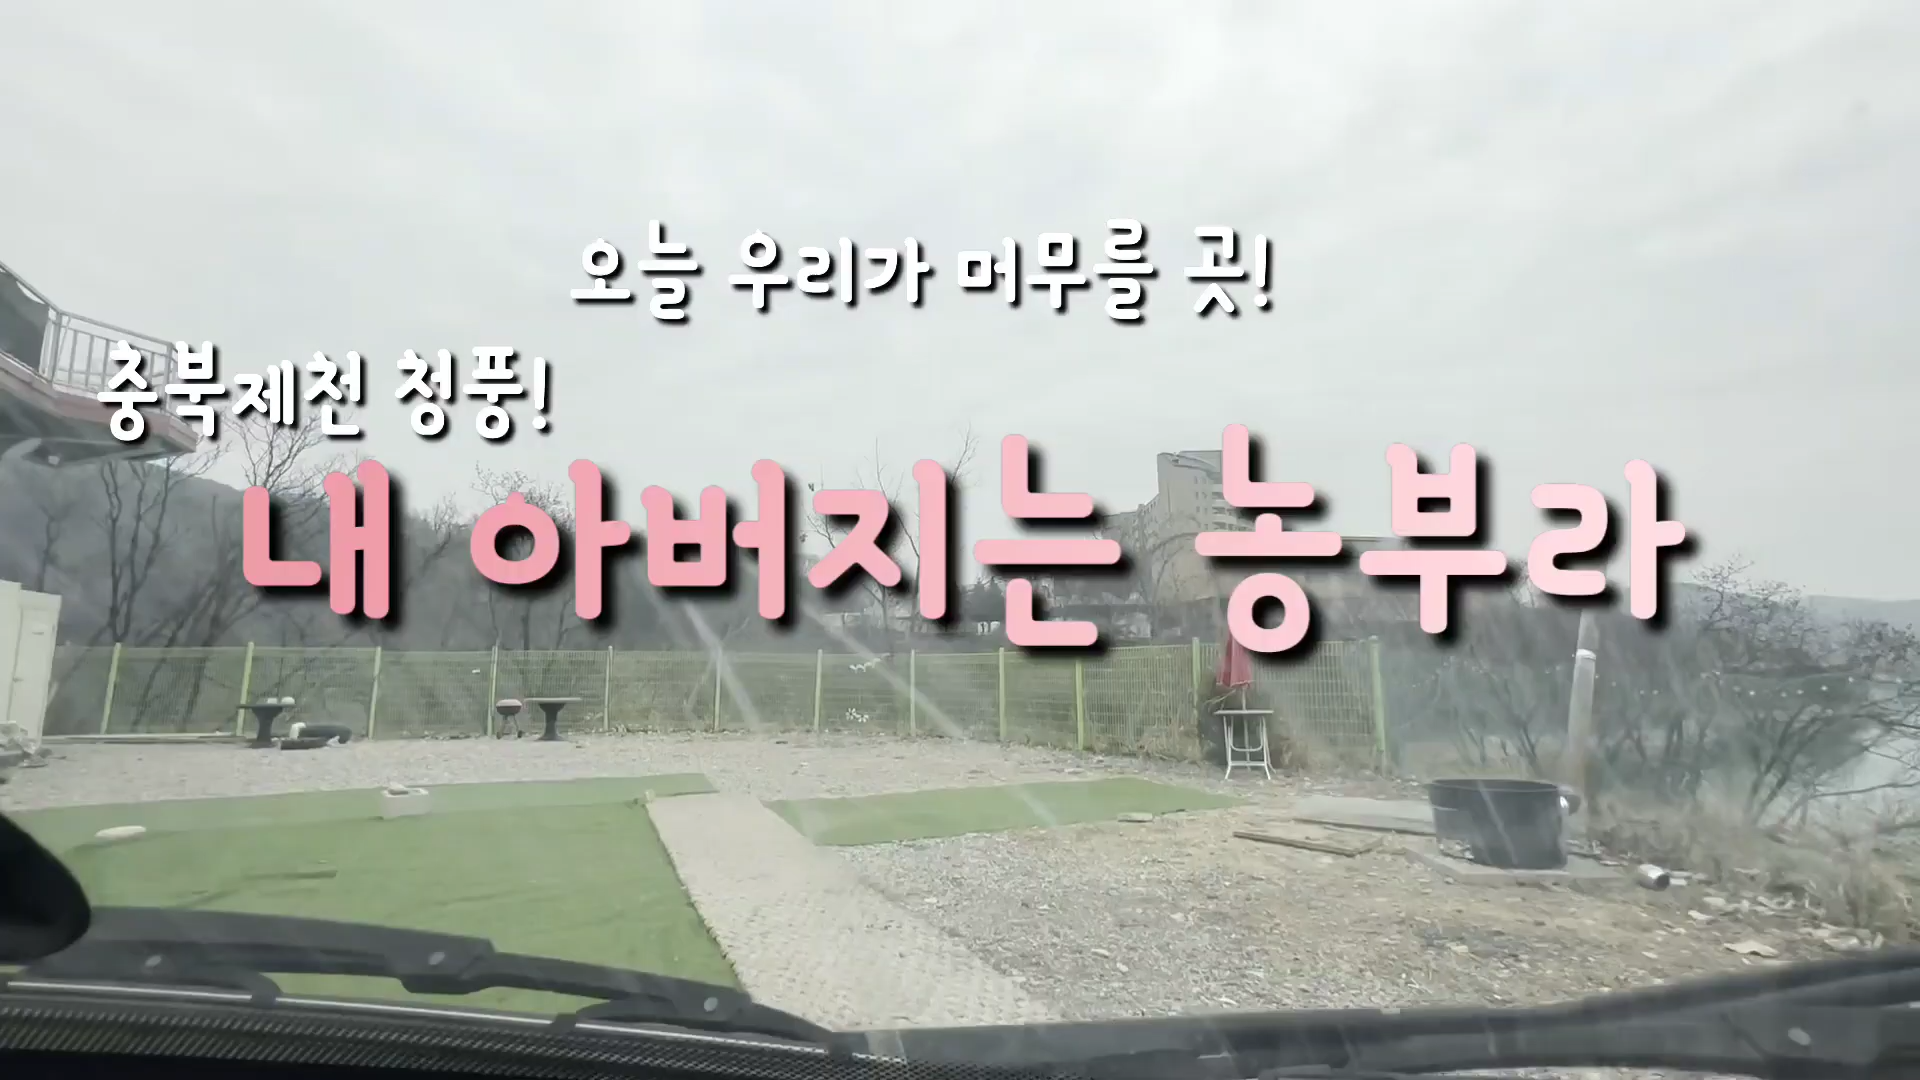 오늘 우리가 머무를 곳!
충북제천 청풍!
내 아버지는 농부라